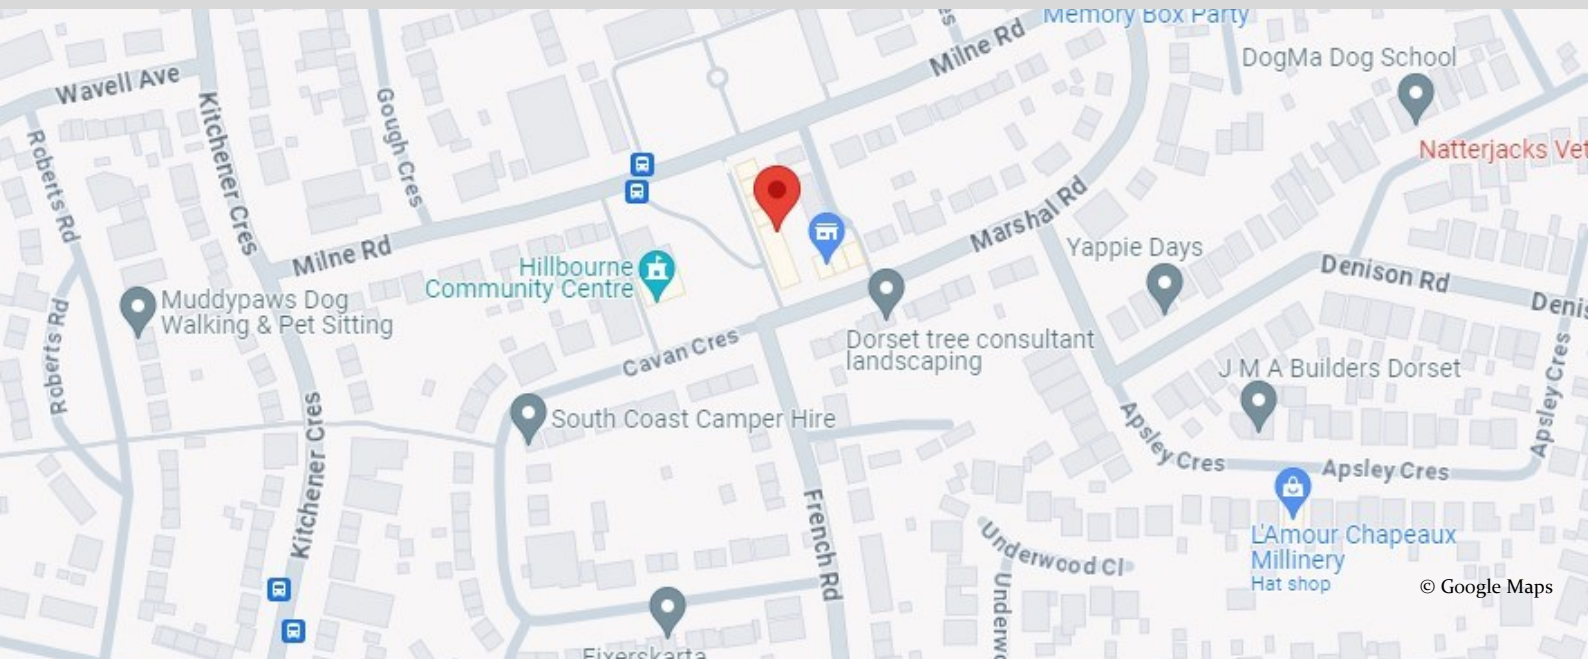 Memory Box Party
Milne Rd
DogMa Dog School
Wavell Ave
Kitchener Cres
Gough Cres
Roberts Rd
Natterjacks Vet
Marshal Rd
Milne Rd
Hillbourne
Community Centre
Yappie Days
Denison Rd
Denis
Muddypaws Dog
Walking & Pet Sitting
Roberts Rd
Cavan Cres
Dorset tree consultant
landscaping
J M A Builders Dorset
Apsley Cres
South Coast Camper Hire
Kitchener Cres
Apsley Cres
Apsley Cres
French Rd
Underwood Cl
L'Amour Chapeaux
Millinery
Hat shop
© Google Maps
Underwo
Fixerskarta